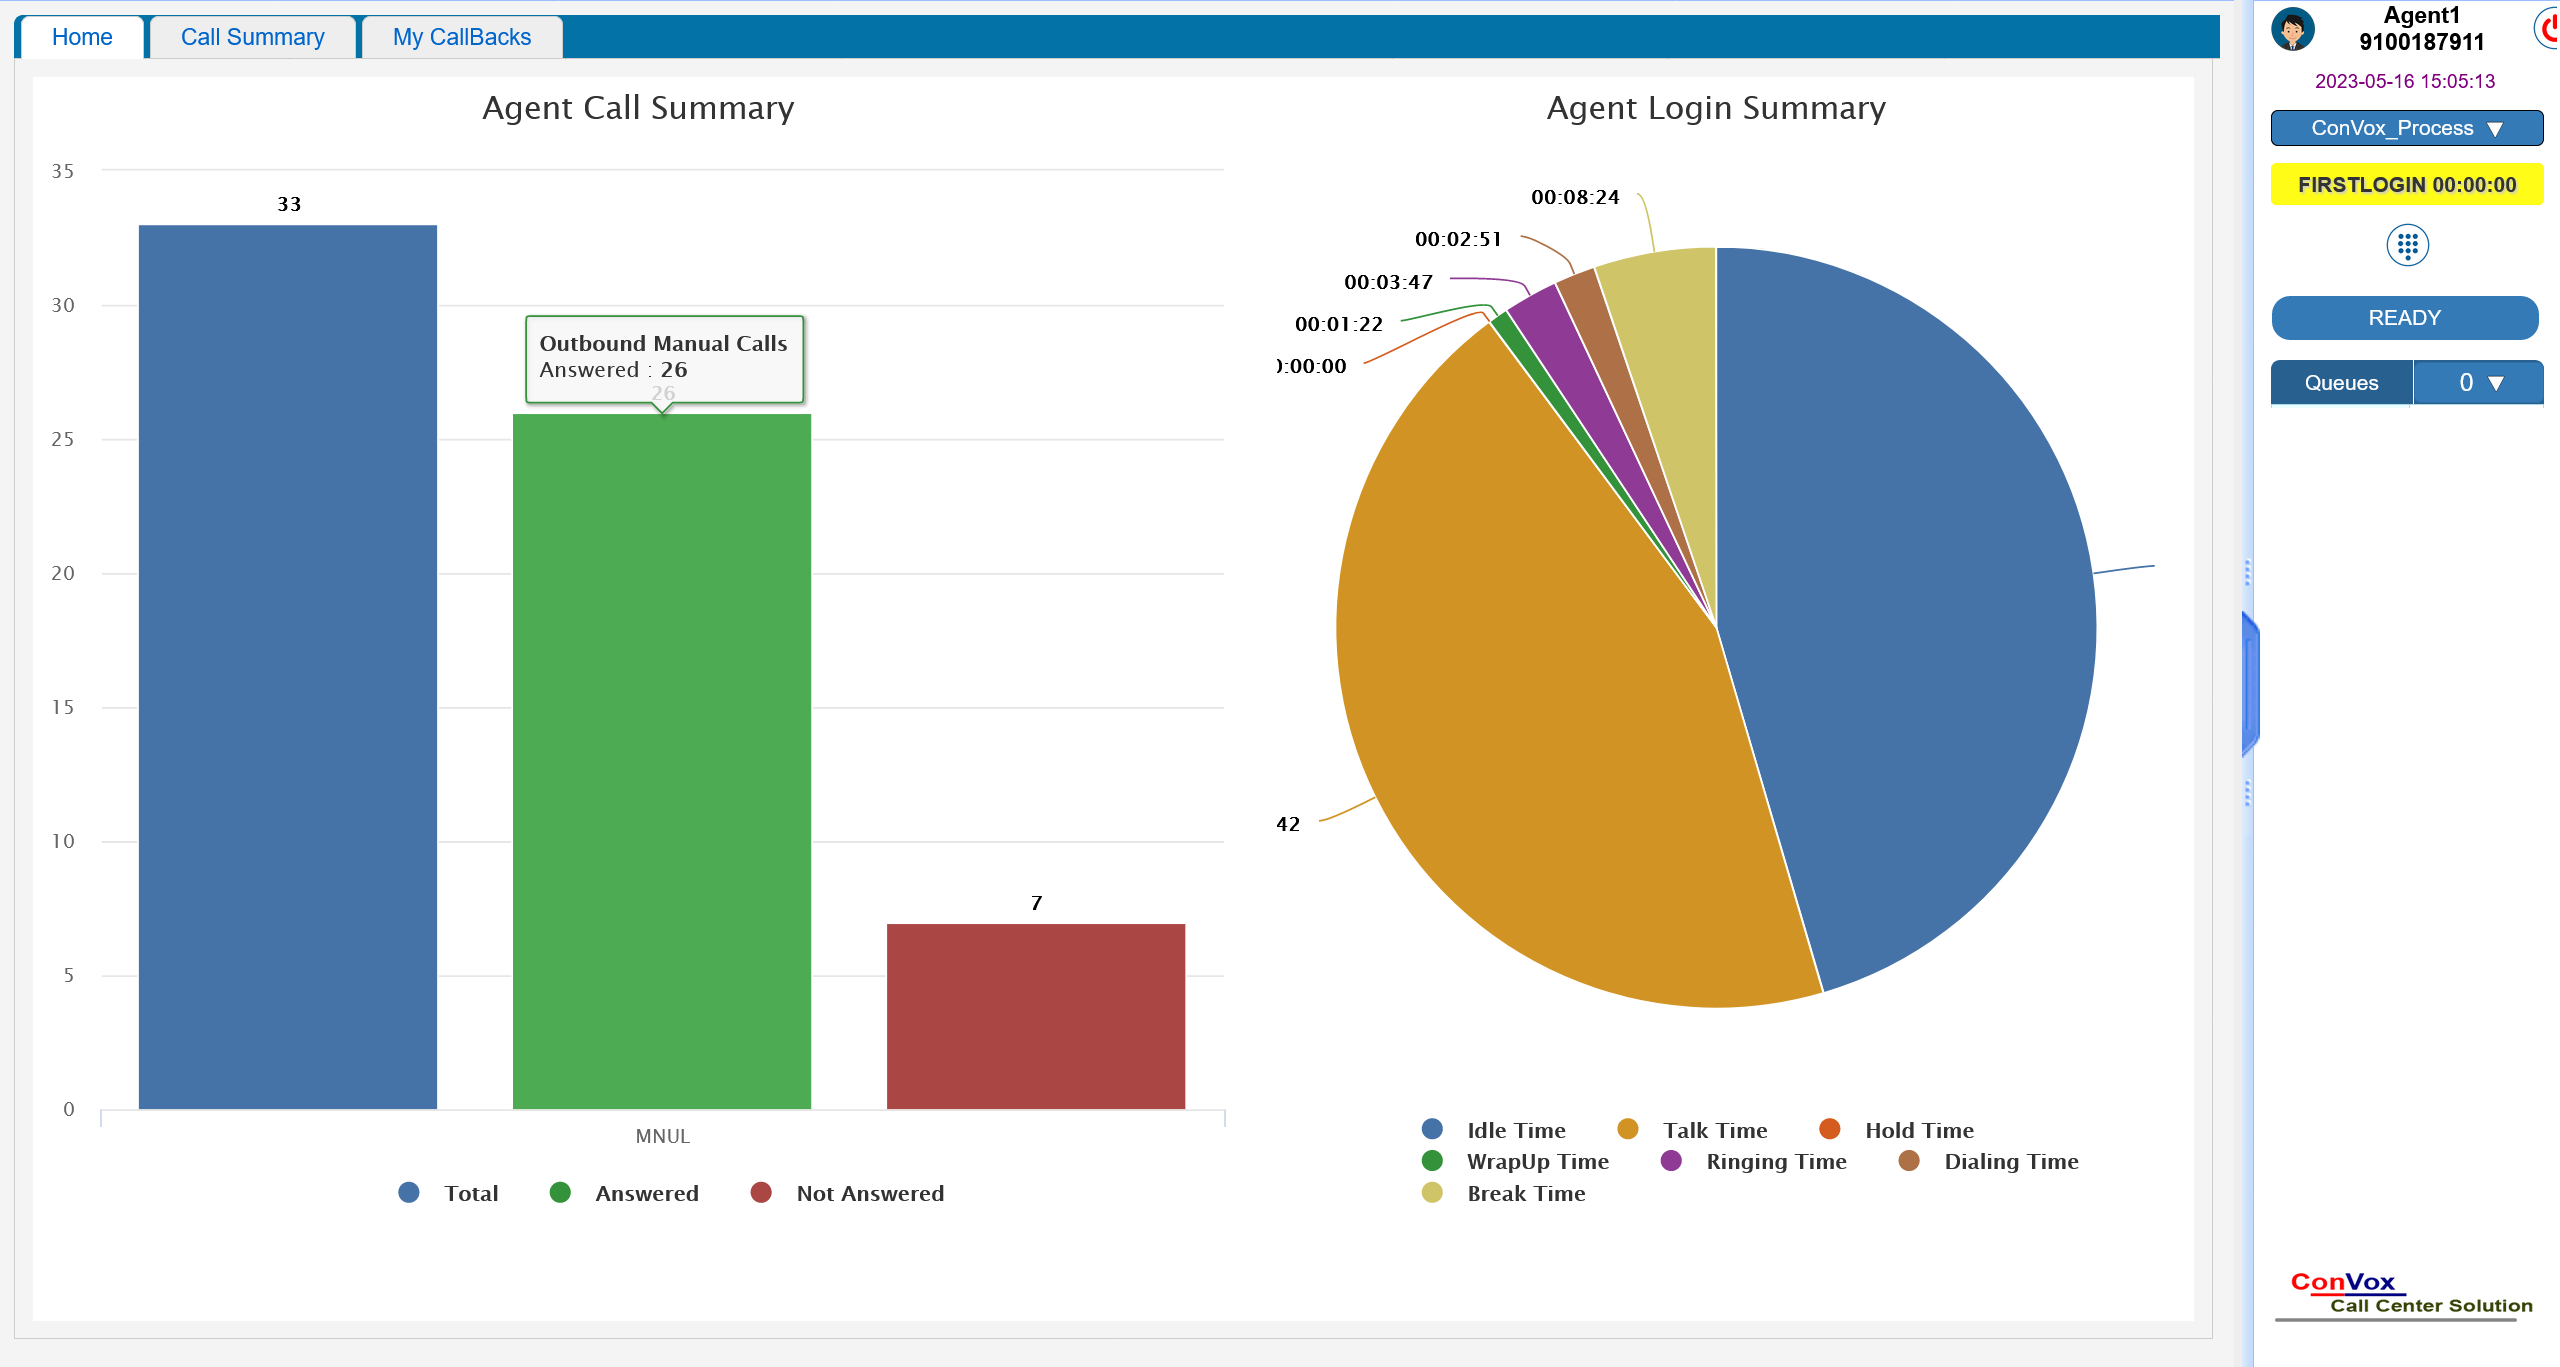 Home
Call Summary
My CallBacks
Agent Call Summary
35
30
25
20
15
10
5
0
33
Outbound Manual Calls
Answered : 26
26
7
MNUL
Total
Answered
Not Answered
Agent Login Summary
00:08:24
00:02:51
00:03:47
00:01:22
:00:00
42
Idle Time
Talk Time
Hold Time
WrapUp Time
Ringing Time
Dialing Time
Break Time
Agent1
9100187911
2023-05-16 15:05:13
ConVox_Process ▼
FIRSTLOGIN 00:00:00
READY
Queues
0 ▼
ConVox
Call Center Solution